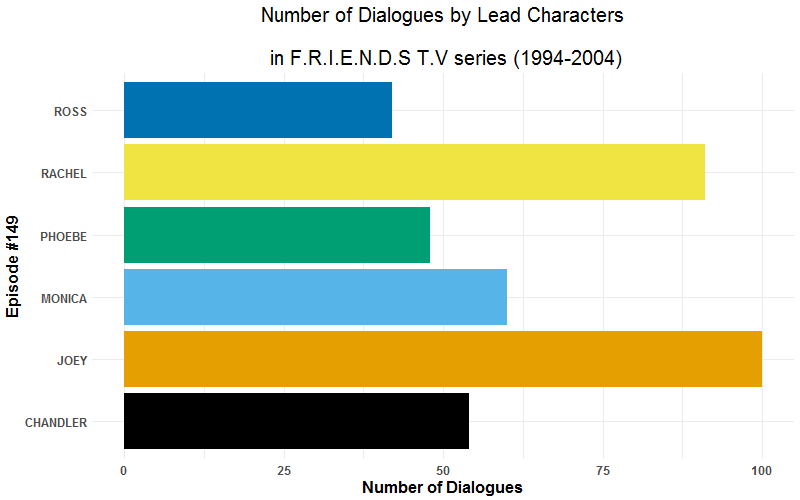 Number of Dialogues by Lead Characters
in F.R.I.E.N.D.S T.V series (1994-2004)
ROSS
RACHEL
PHOEBE
MONICA
JOEY
CHANDLER
Episode #149
0 25 50 75 100
Number of Dialogues